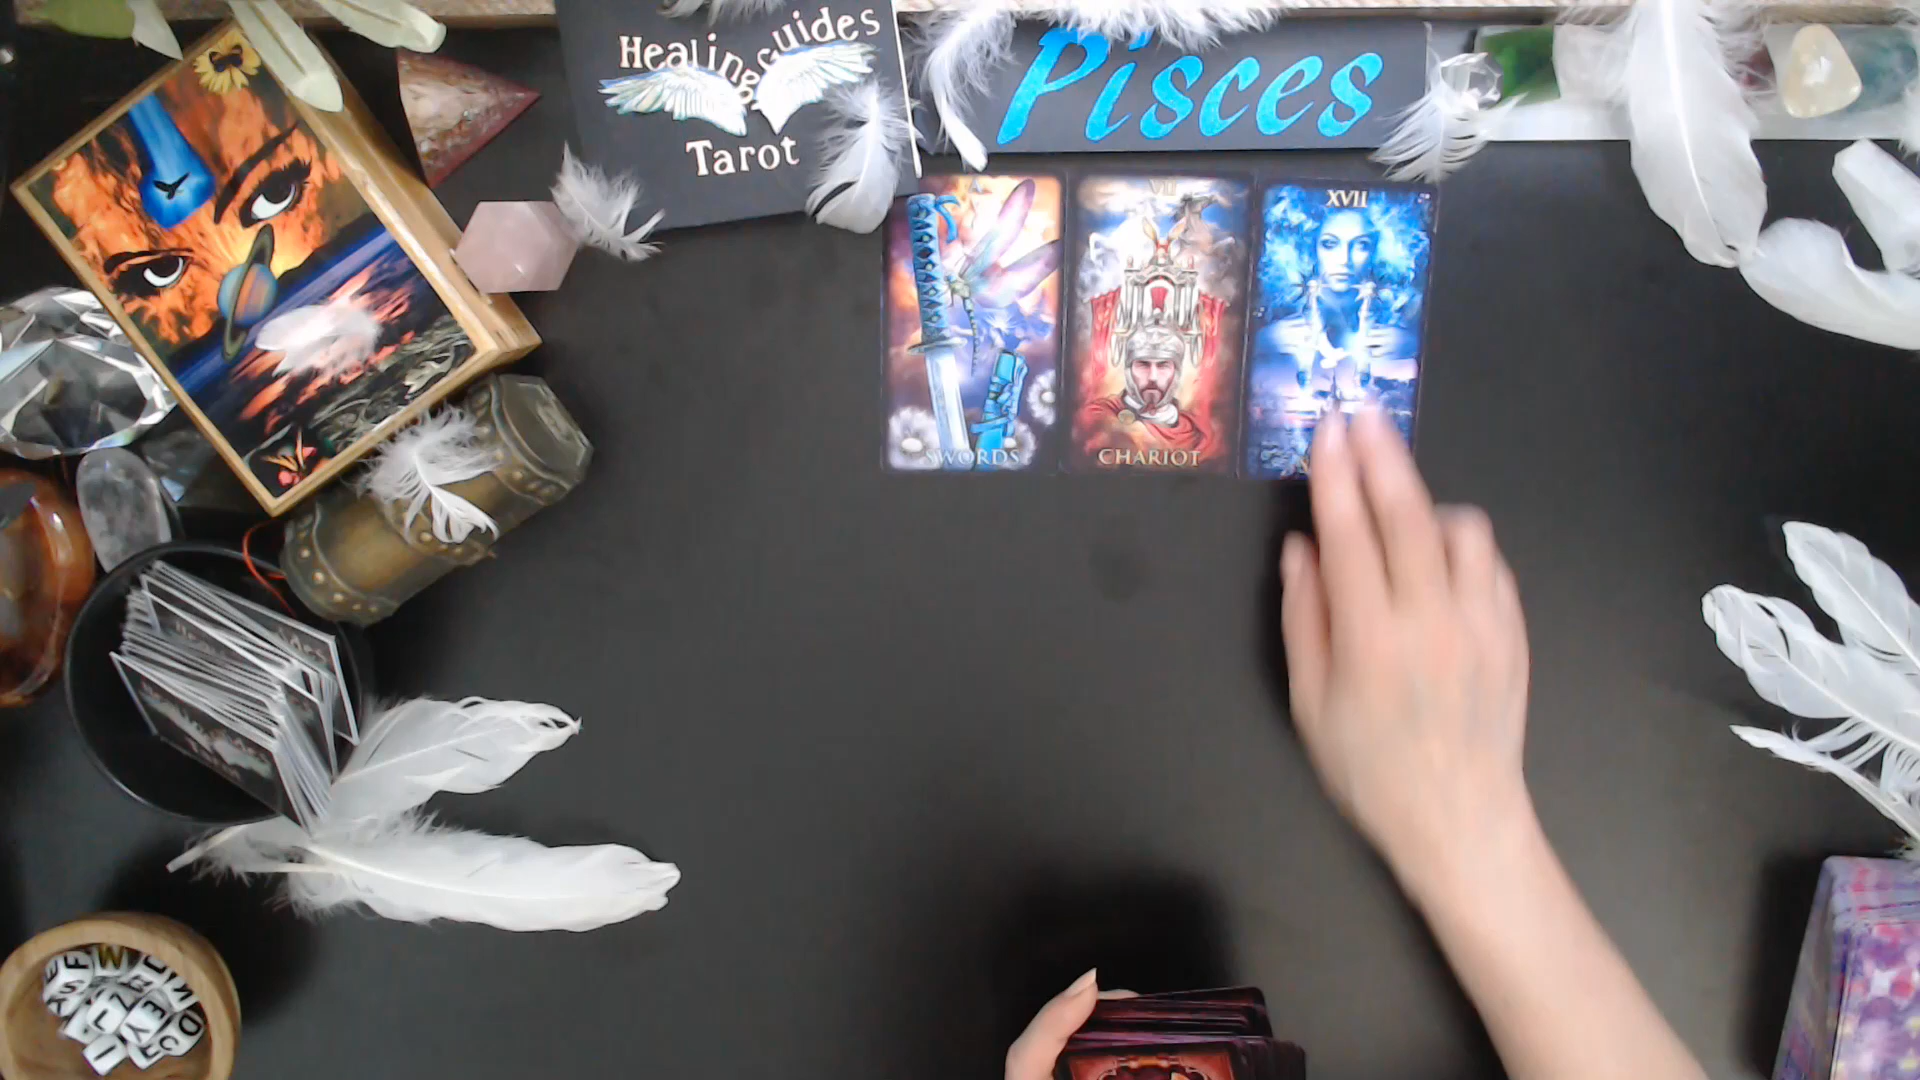 Healing Guides
Tarot
Pisces
A
VII
XVII
SWORDS
CHARIOT